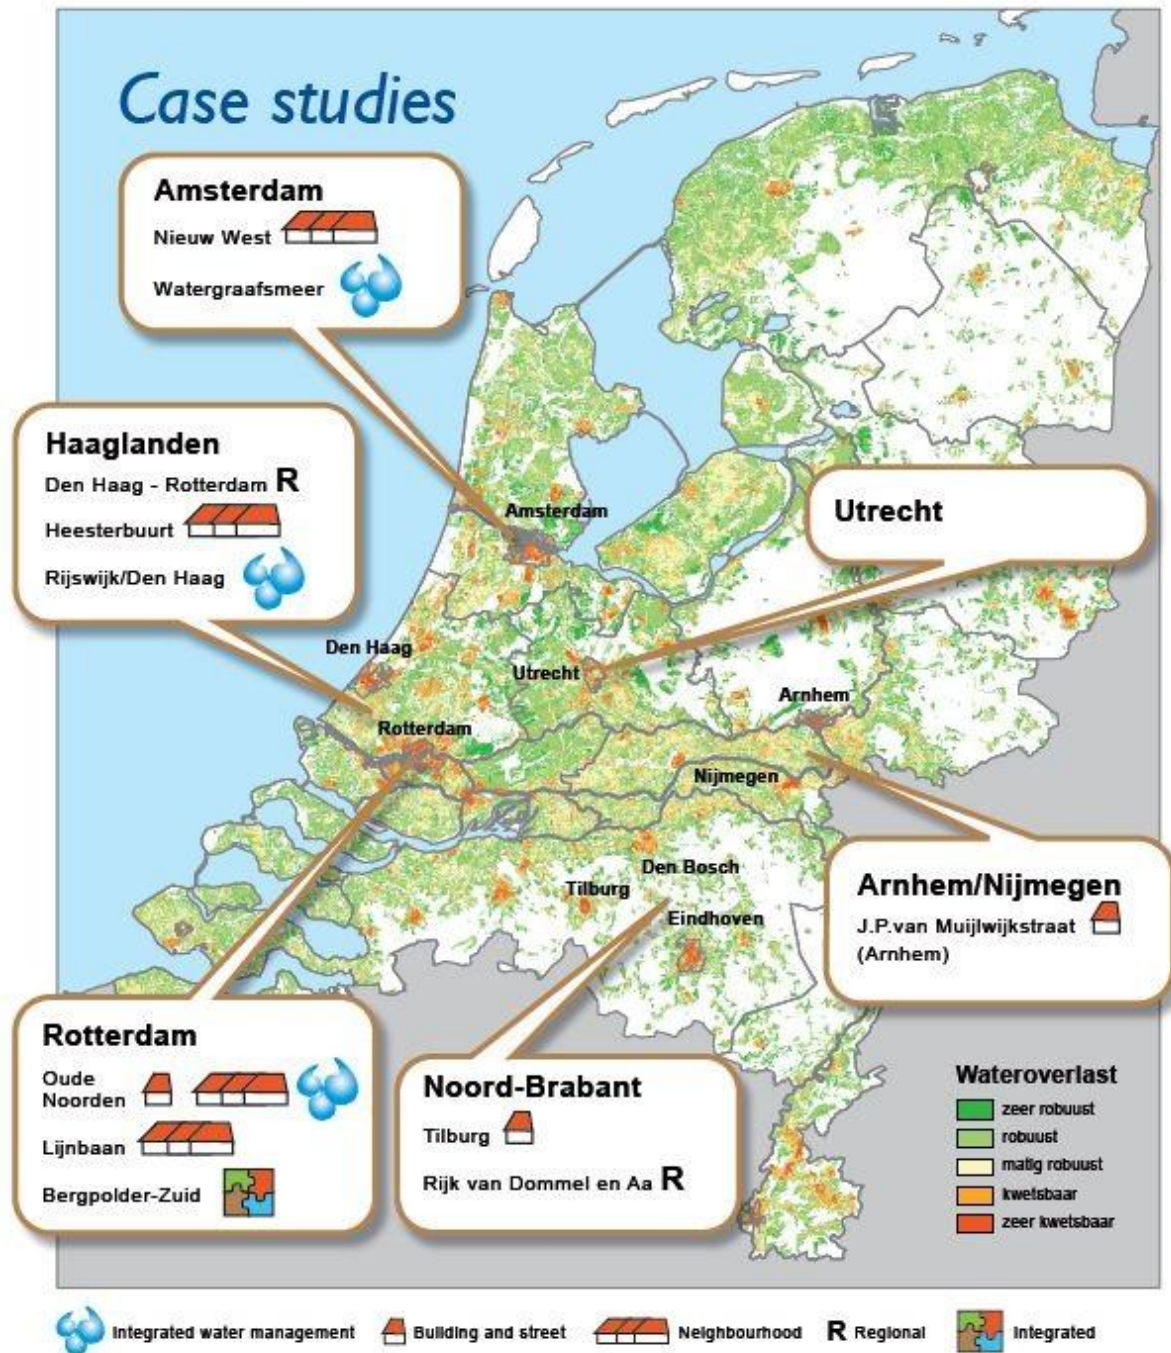 Case studies
Amsterdam
Nieuw West
Watergraafsmeer
Haaglanden
Den Haag - Rotterdam R
Heesterbuurt
Rijswijk/Den Haag
Utrecht
Amsterdam
Den Haag
Utrecht
Arnhem
Rotterdam
Nijmegen
Den Bosch
Tilburg
Eindhoven
Arnhem/Nijmegen
J.P.van Muijlwijkstraat
(Arnhem)
Rotterdam
Oude
Noorden
Lijnbaan
Bergpolder-Zuid
Noord-Brabant
Tilburg
Rijk van Dommel en Aa R
Wateroverlast
zeer robuust
robuust
matig robuust
kwetsbaar
zeer kwetsbaar
Integrated water management Building and street Neighbourhood R Regional Integrated